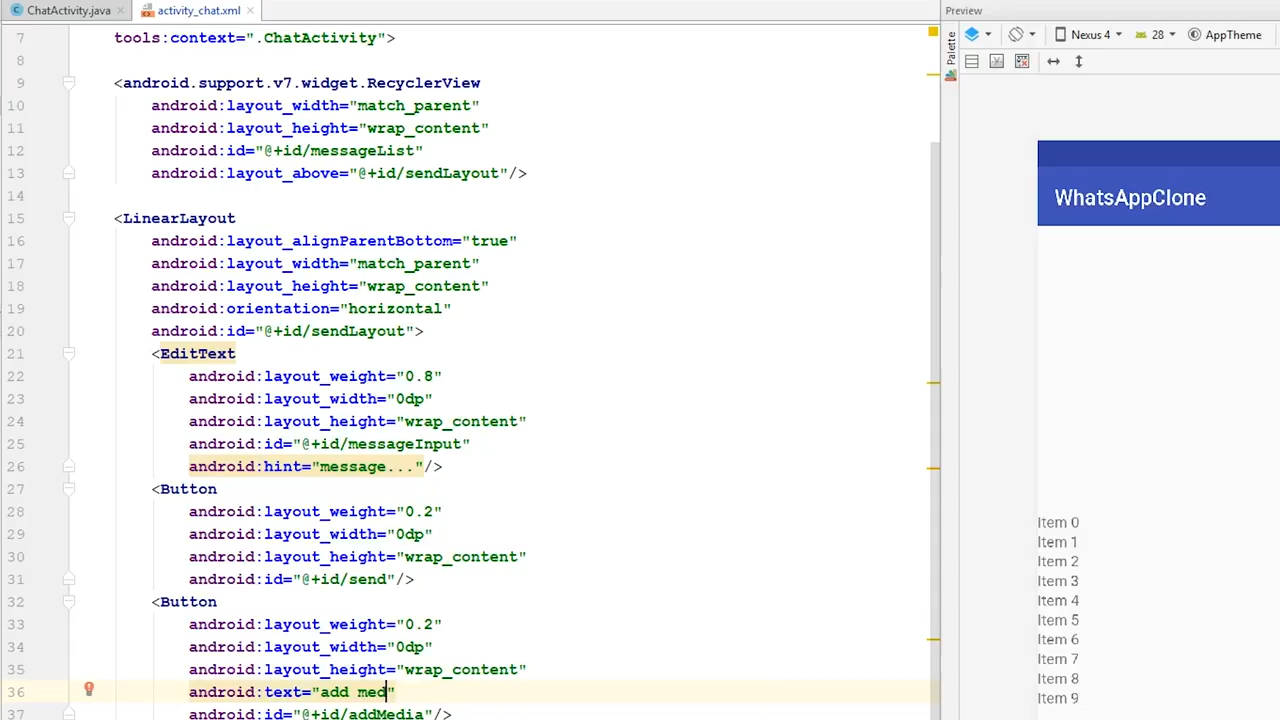 ChatActivity.java
activity_chat.xml
Preview
Palette
Nexus 4
28
AppTheme
7 tools:context=".ChatActivity">
8
9 <android.support.v7.widget.RecyclerView
10 android:layout_width="match_parent"
11 android:layout_height="wrap_content"
12 android:id="@+id/messageList"
13 android:layout_above="@+id/sendLayout"/>
14
15 <LinearLayout
16 android:layout_alignParentBottom="true"
17 android:layout_width="match_parent"
18 android:layout_height="wrap_content"
19 android:orientation="horizontal"
20 android:id="@+id/sendLayout">
21 <EditText
22 android:layout_weight="0.8"
23 android:layout_width="0dp"
24 android:layout_height="wrap_content"
25 android:id="@+id/messageInput"
26 android:hint="message..."/>
27 <Button
28 android:layout_weight="0.2"
29 android:layout_width="0dp"
30 android:layout_height="wrap_content"
31 android:id="@+id/send"/>
32 <Button
33 android:layout_weight="0.2"
34 android:layout_width="0dp"
35 android:layout_height="wrap_content"
36 android:text="add med"
37 android:id="@+id/addMedia"/>
WhatsAppClone
Item 0
Item 1
Item 2
Item 3
Item 4
Item 5
Item 6
Item 7
Item 8
Item 9